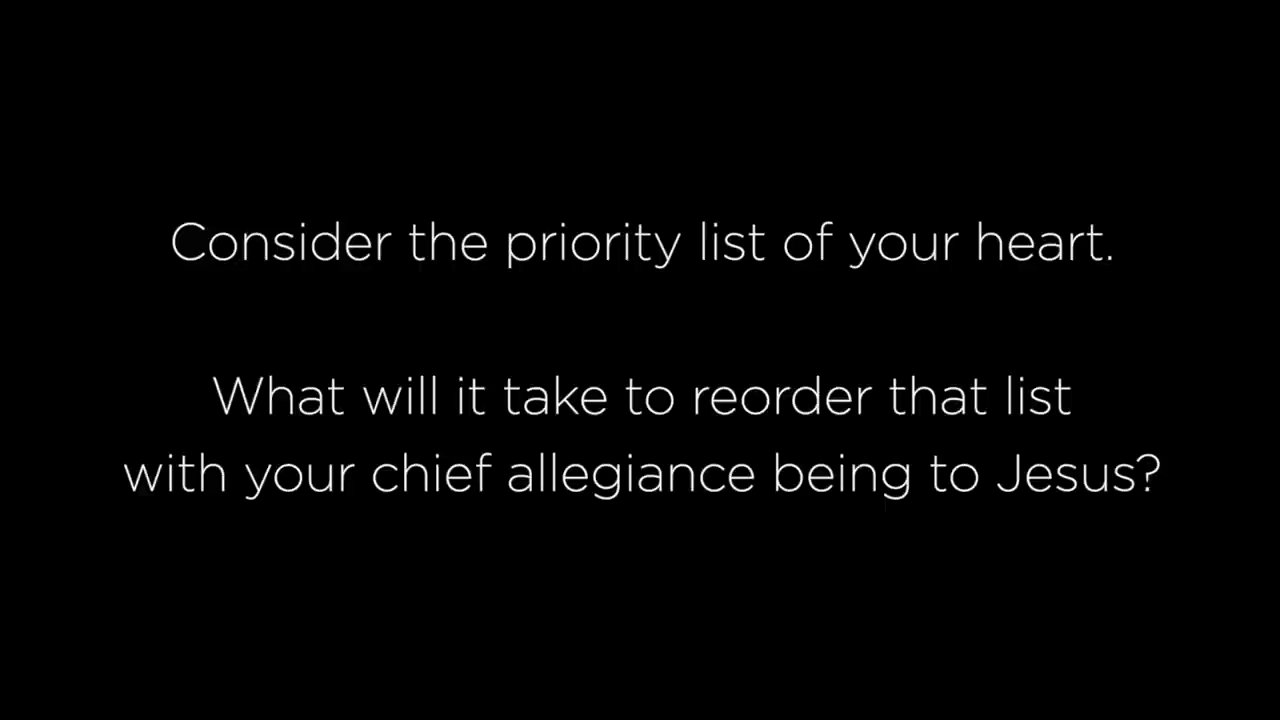 Consider the priority list of your heart.
What will it take to reorder that list
with your chief allegiance being to Jesus?